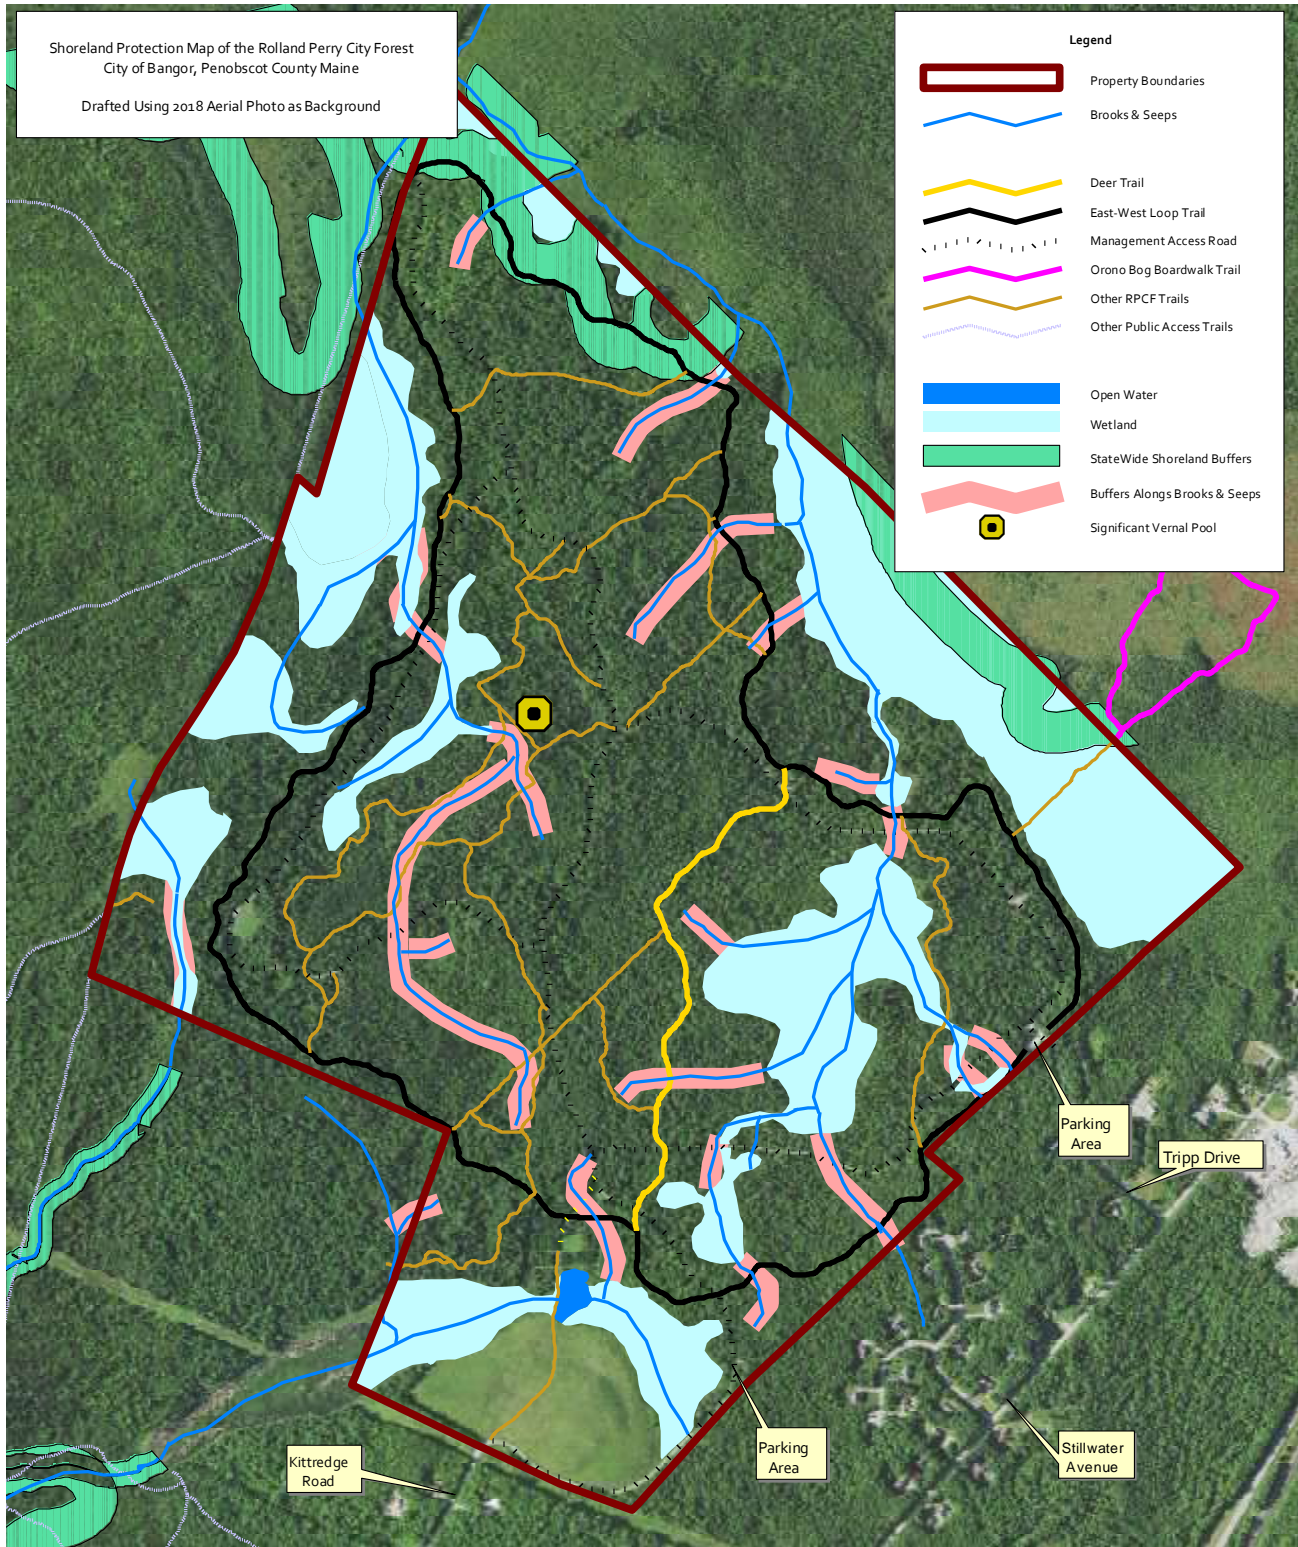 Shoreland Protection Map of the Rolland Perry City Forest
City of Bangor, Penobscot County Maine
Drafted Using 2018 Aerial Photo as Background
Legend
Property Boundaries
Brooks & Seeps
Deer Trail
East-West Loop Trail
Management Access Road
Orono Bog Boardwalk Trail
Other RPCF Trails
Other Public Access Trails
Open Water
Wetland
StateWide Shoreland Buffers
Buffers Alongs Brooks & Seeps
Significant Vernal Pool
Parking
Area
Tripp Drive
Parking
Area
Stillwater
Avenue
Kittredge
Road